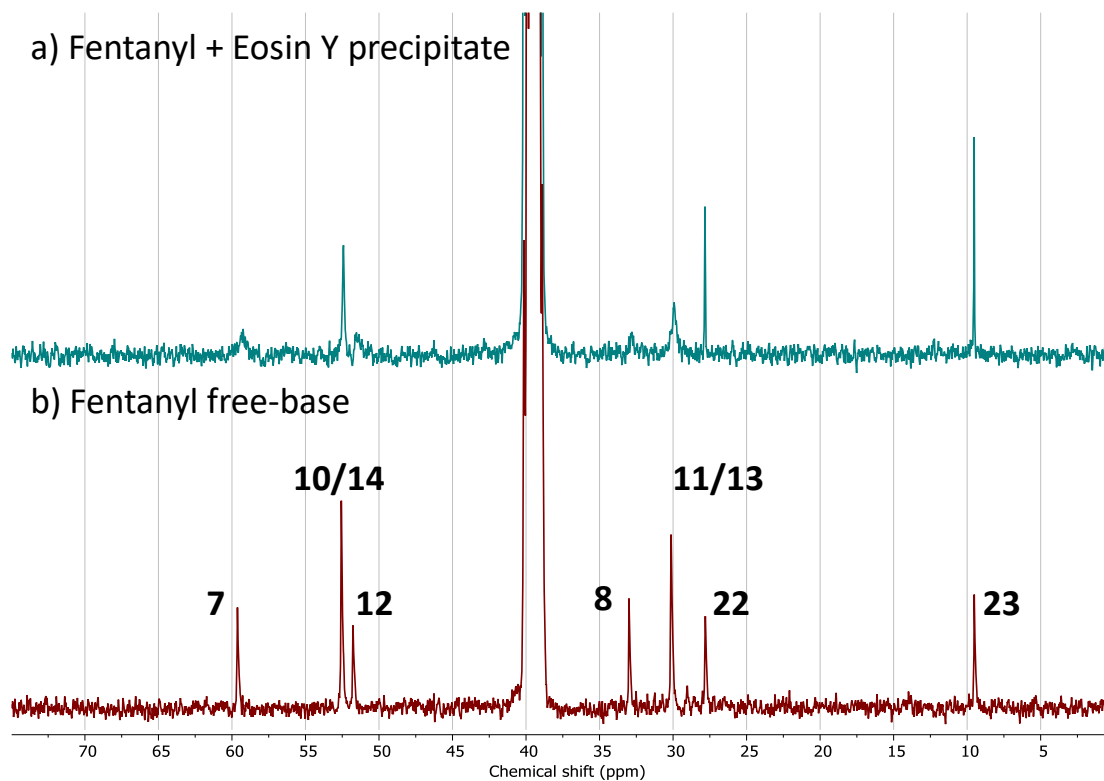 a) Fentanyl + Eosin Y precipitate
b) Fentanyl free-base
10/14
11/13
7
12
8
22
23
70 65 60 55 50 45 40 35 30 25 20 15 10 5
Chemical shift (ppm)